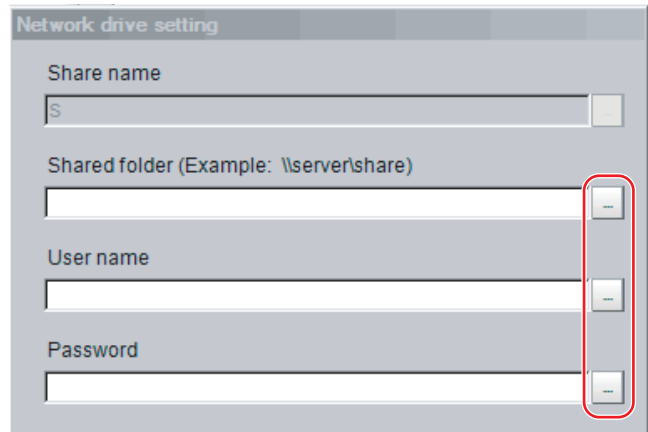 Network drive setting
Share name
S
...
Shared folder (Example: \\server\share)
...
User name
...
Password
...